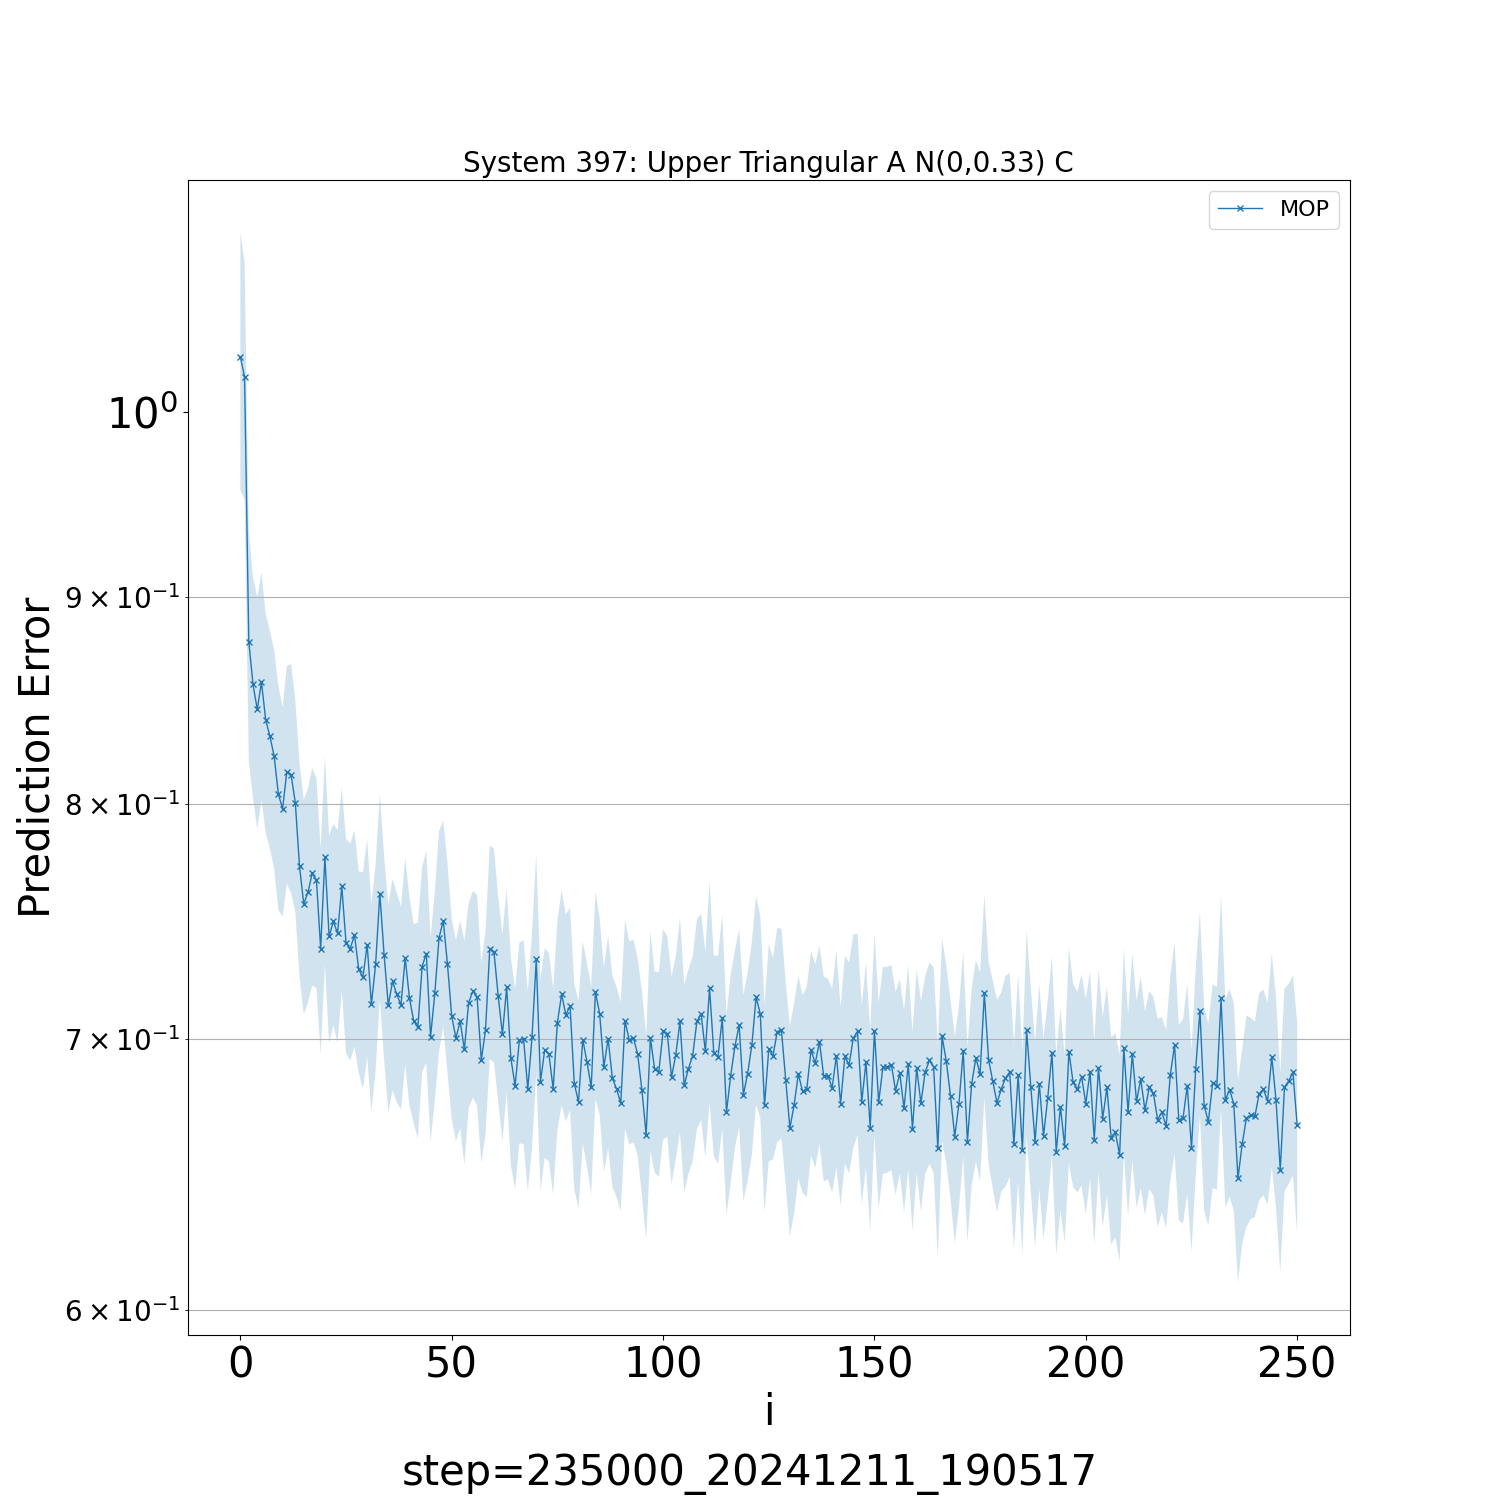 System 397: Upper Triangular A N(0,0.33) C
MOP
10⁰
9 × 10⁻¹
8 × 10⁻¹
7 × 10⁻¹
6 × 10⁻¹
Prediction Error
0 50 100 150 200 250
i
step=235000_20241211_190517